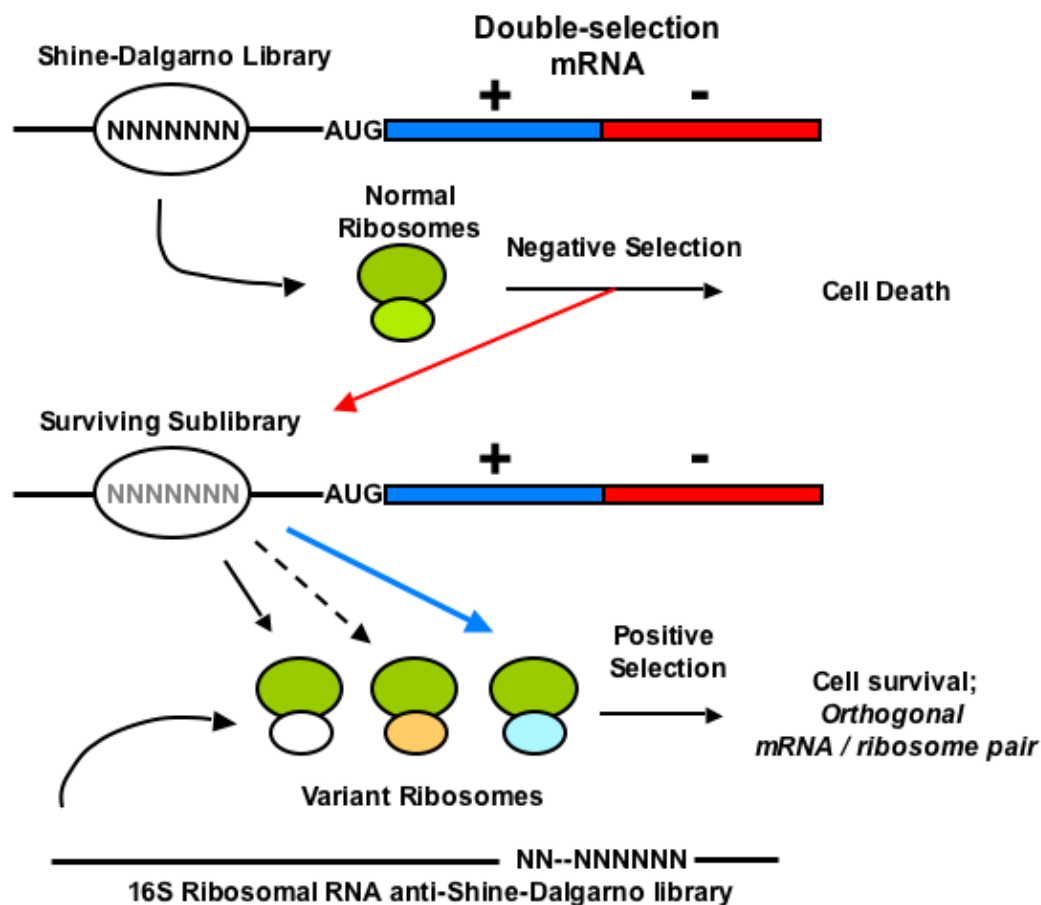 Double-selection
mRNA
Shine-Dalgarno Library
+ -
NNNNNNN
AUG
Normal
Ribosomes
Negative Selection
Cell Death
Surviving Sublibrary
+ -
NNNNNNN
AUG
Positive
Selection
Cell survival;
Orthogonal
mRNA / ribosome pair
Variant Ribosomes
NN--NNNNNN
16S Ribosomal RNA anti-Shine-Dalgarno library